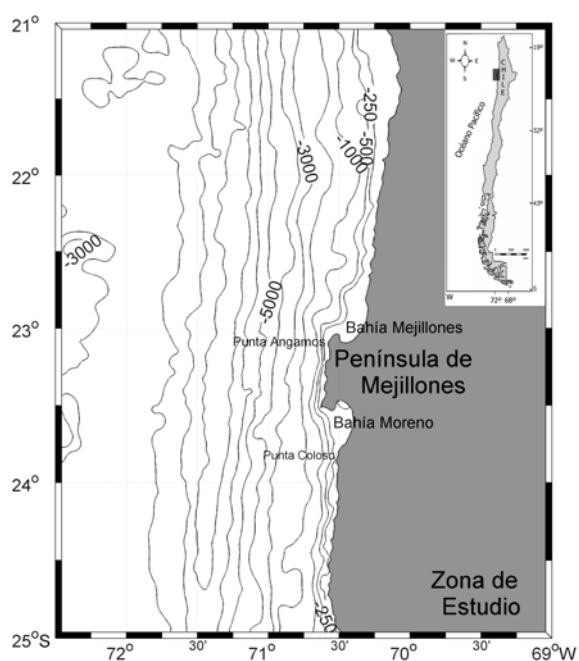 21°
22°
23°
24°
25°S
72°
30'
71°
30'
70°
30'
69°W
-250
-500
-1000
-3000
-3000
-5000
-250
Bahía Mejillones
Punta Angamos
Península de
Mejillones
Bahía Moreno
Punta Coloso
Zona de
Estudio
N
W
E
S
CHILE
Océano Pacífico
19°
32°
W
72° 68°
S